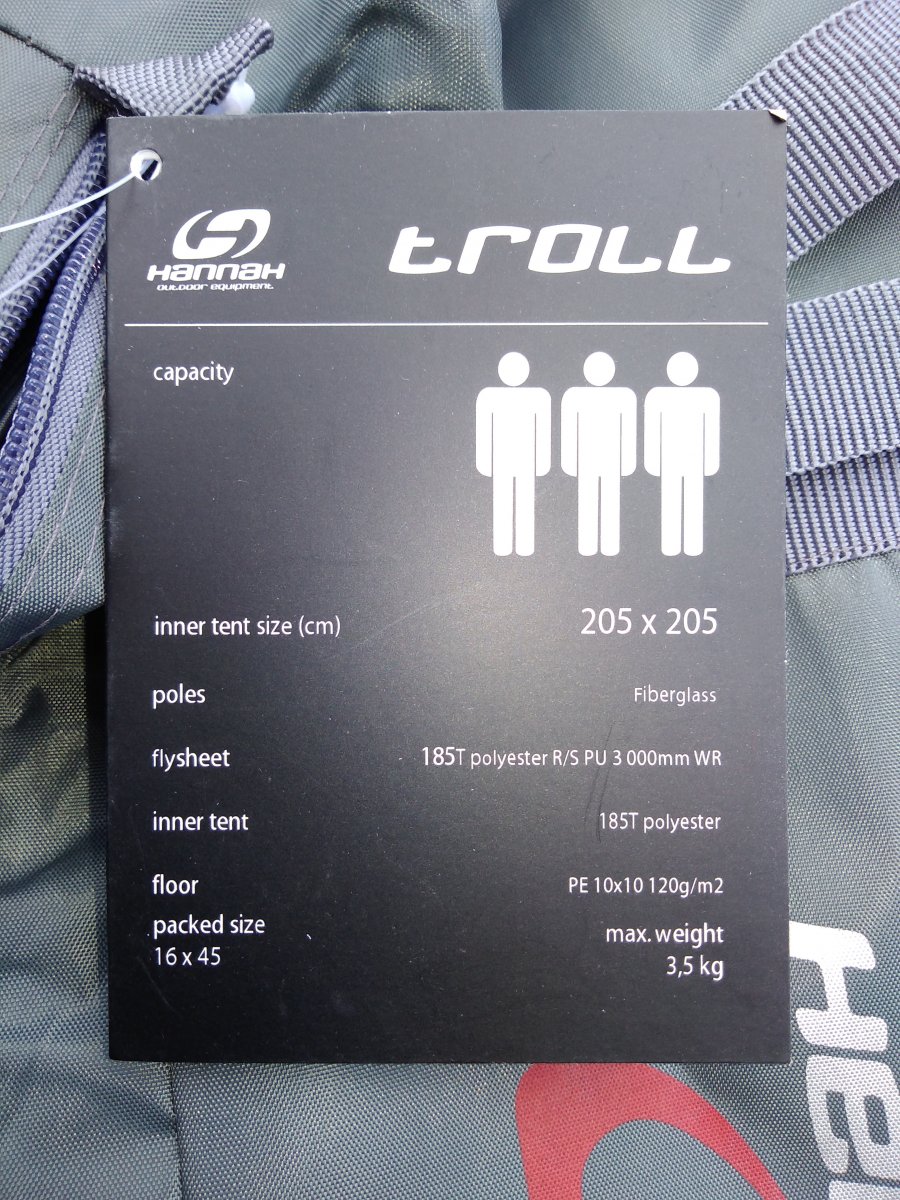 Hannah
outdoor equipment
troll
capacity
inner tent size (cm) 205 x 205
poles Fiberglass
flysheet 185T polyester R/S PU 3 000mm WR
inner tent 185T polyester
floor PE 10x10 120g/m2
packed size
16 x 45
max. weight
3,5 kg